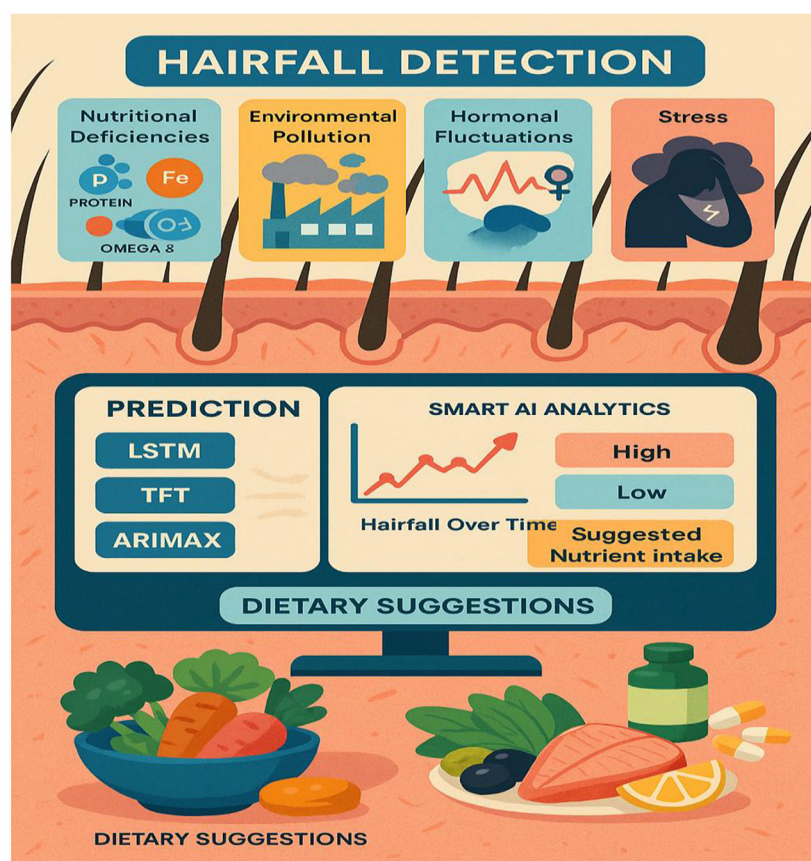 HAIRFALL DETECTION
Nutritional
Deficiencies
P
Fe
PROTEIN
OMEGA 8
Environmental
Pollution
Hormonal
Fluctuations
Stress
PREDICTION
LSTM
TFT
ARIMAX
SMART AI ANALYTICS
High
Low
Hairfall Over Time
Suggested
Nutrient intake
DIETARY SUGGESTIONS
DIETARY SUGGESTIONS